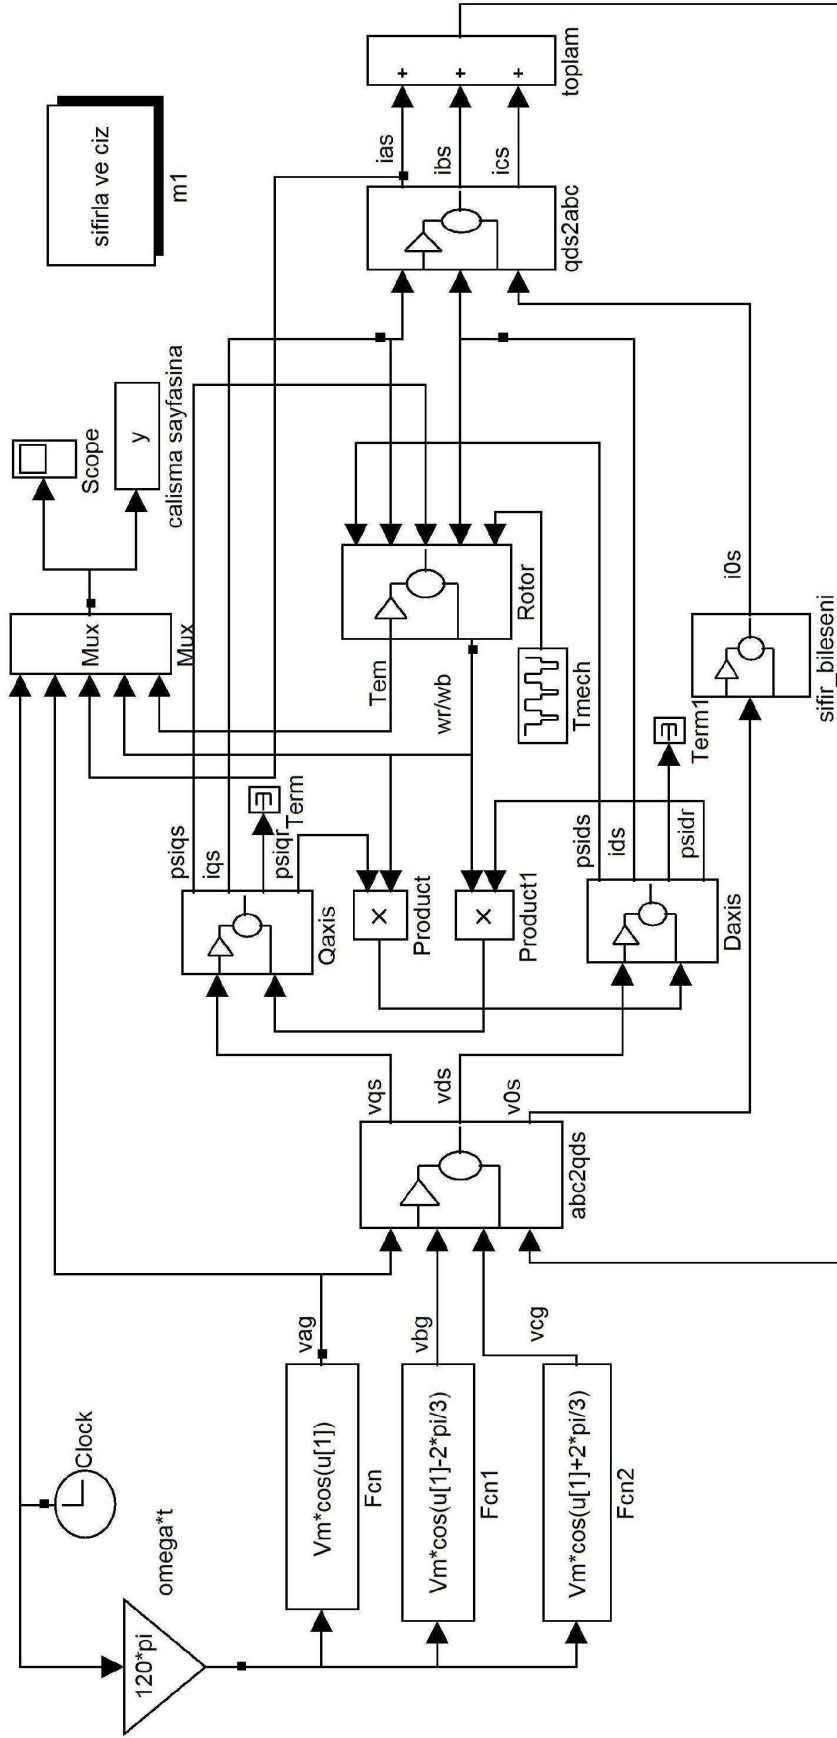 Clock
120*pi
omega*t
Vm*cos(u[1])
Fcn
vag
Vm*cos(u[1]-2*pi/3)
Fcn1
vbg
Vm*cos(u[1]+2*pi/3)
Fcn2
vcg
abc2qds
vqs
vds
v0s
Qaxis
psiqs
iqs
psiqr
Term
Product
Product1
Daxis
psids
ids
psidr
Term1
sifir_bileseni
i0s
Tmech
Rotor
Tem
wr/wb
Mux
Mux
Scope
y
calisma sayfasina
sifirla ve ciz
m1
qds2abc
ias
ibs
ics
+
+
+
toplam